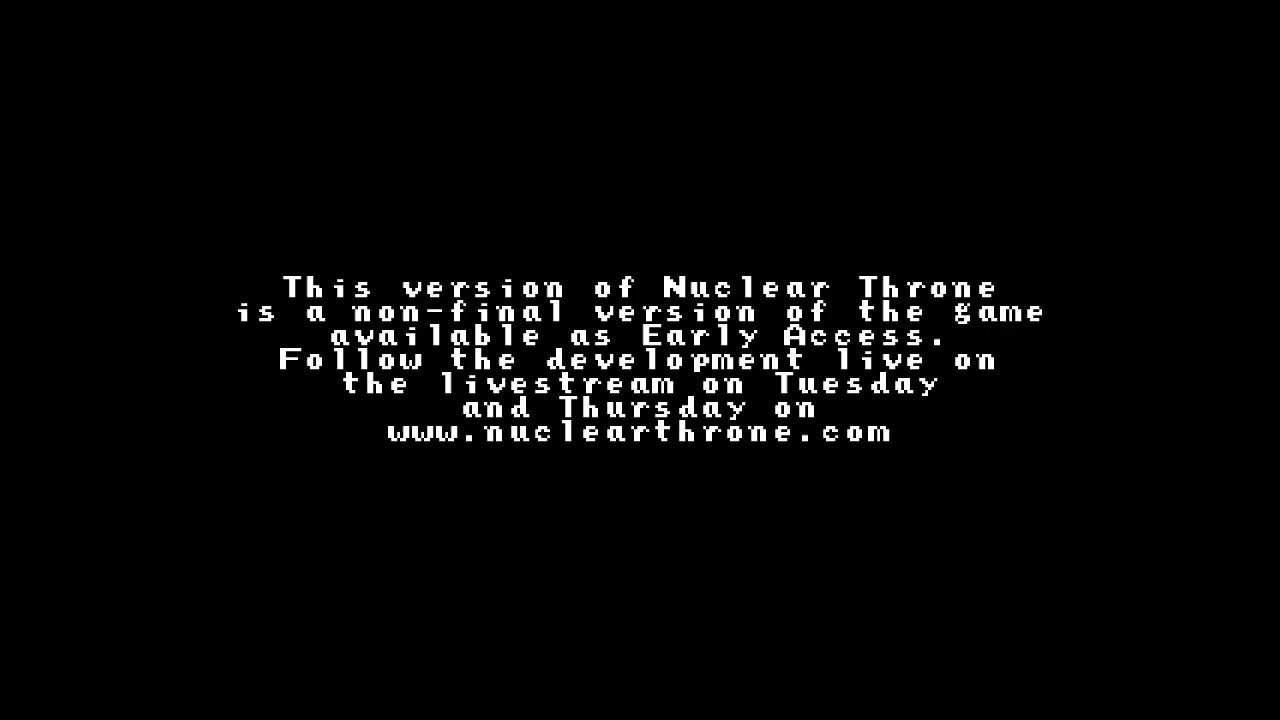 This version of Nuclear Throne
is a non-final version of the game
available as Early Access.
Follow the development live on
the livestream on Tuesday
and Thursday on
www.nuclearthrone.com